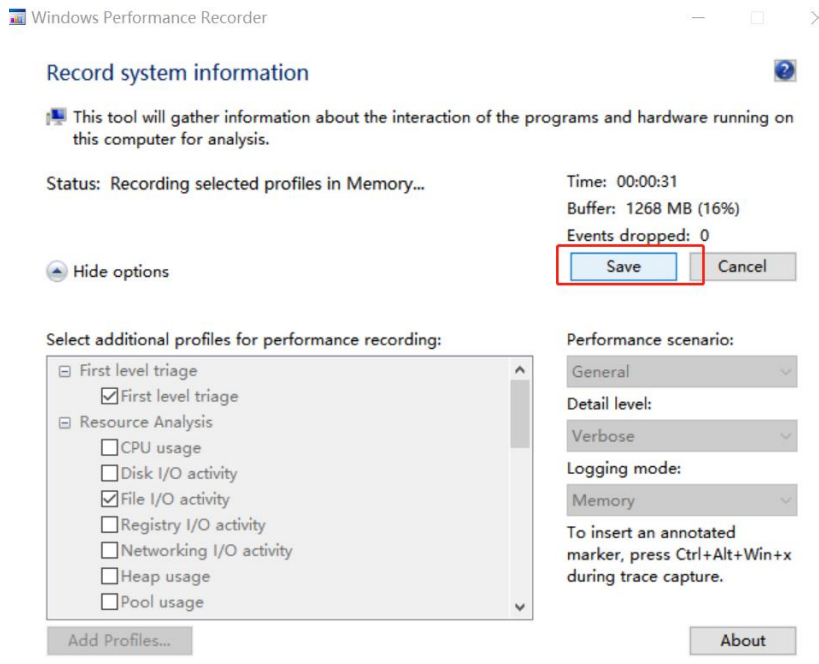 Windows Performance Recorder
Record system information
This tool will gather information about the interaction of the programs and hardware running on
this computer for analysis.
Status: Recording selected profiles in Memory...
Time: 00:00:31
Buffer: 1268 MB (16%)
Events dropped: 0
Hide options
Save
Cancel
Select additional profiles for performance recording:
First level triage
First level triage
Resource Analysis
CPU usage
Disk I/O activity
File I/O activity
Registry I/O activity
Networking I/O activity
Heap usage
Pool usage
Add Profiles...
Performance scenario:
General
Detail level:
Verbose
Logging mode:
Memory
To insert an annotated
marker, press Ctrl+Alt+Win+x
during trace capture.
About